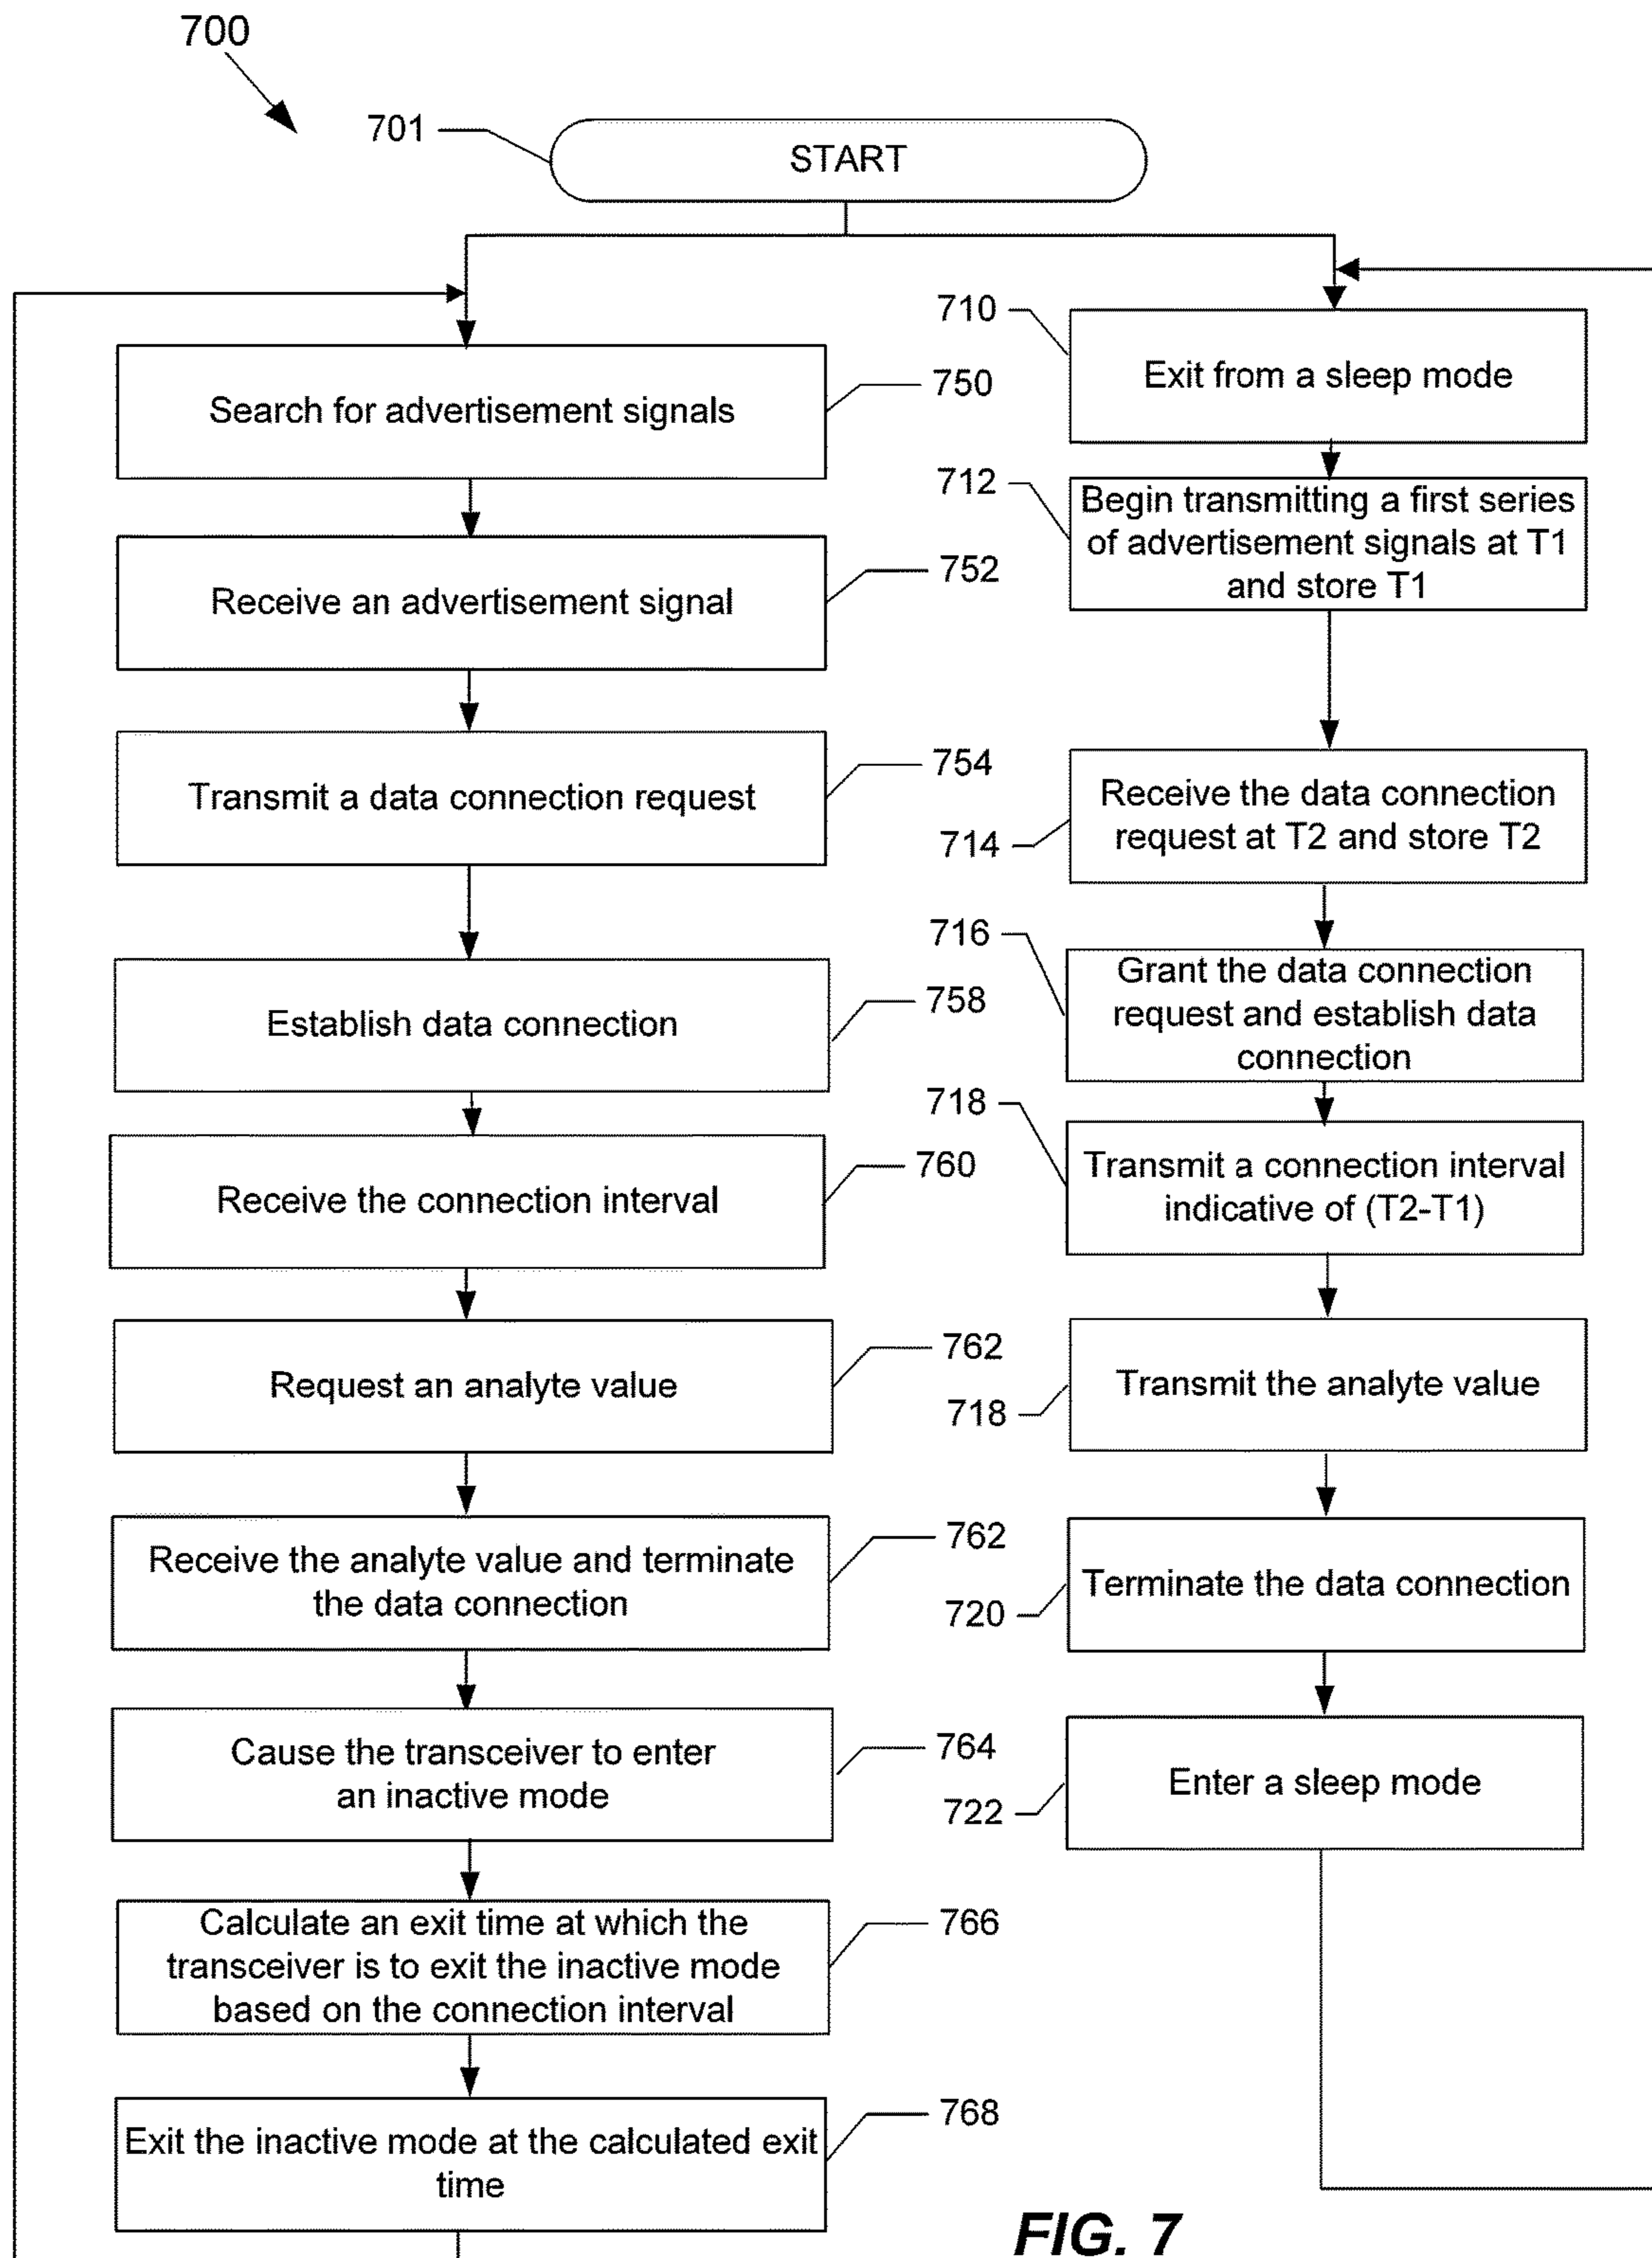 700
701
START
Search for advertisement signals
750
Receive an advertisement signal
752
Transmit a data connection request
754
Establish data connection
758
Receive the connection interval
760
Request an analyte value
762
Receive the analyte value and terminate
the data connection
762
Cause the transceiver to enter
an inactive mode
764
Calculate an exit time at which the
transceiver is to exit the inactive mode
based on the connection interval
766
Exit the inactive mode at the calculated exit
time
768
710
Exit from a sleep mode
712
Begin transmitting a first series
of advertisement signals at T1
and store T1
714
Receive the data connection
request at T2 and store T2
716
Grant the data connection
request and establish data
connection
718
Transmit a connection interval
indicative of (T2-T1)
718
Transmit the analyte value
720
Terminate the data connection
722
Enter a sleep mode
FIG. 7